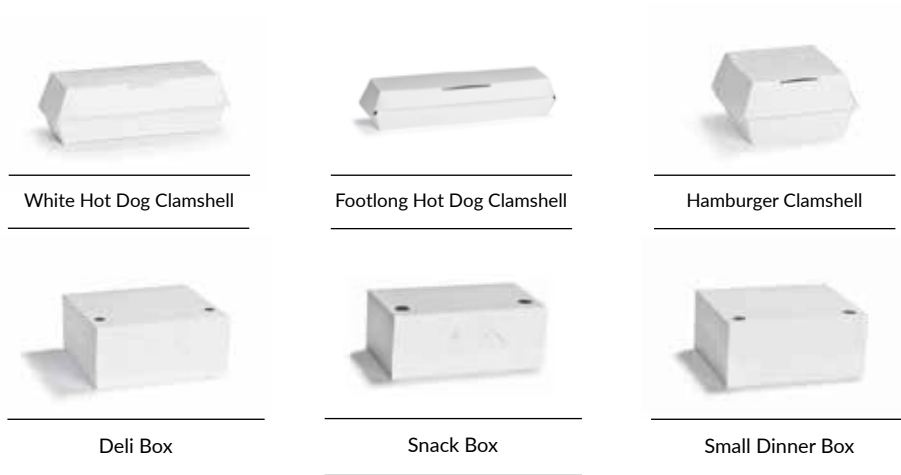 White Hot Dog Clamshell
Footlong Hot Dog Clamshell
Hamburger Clamshell
Deli Box
Snack Box
Small Dinner Box